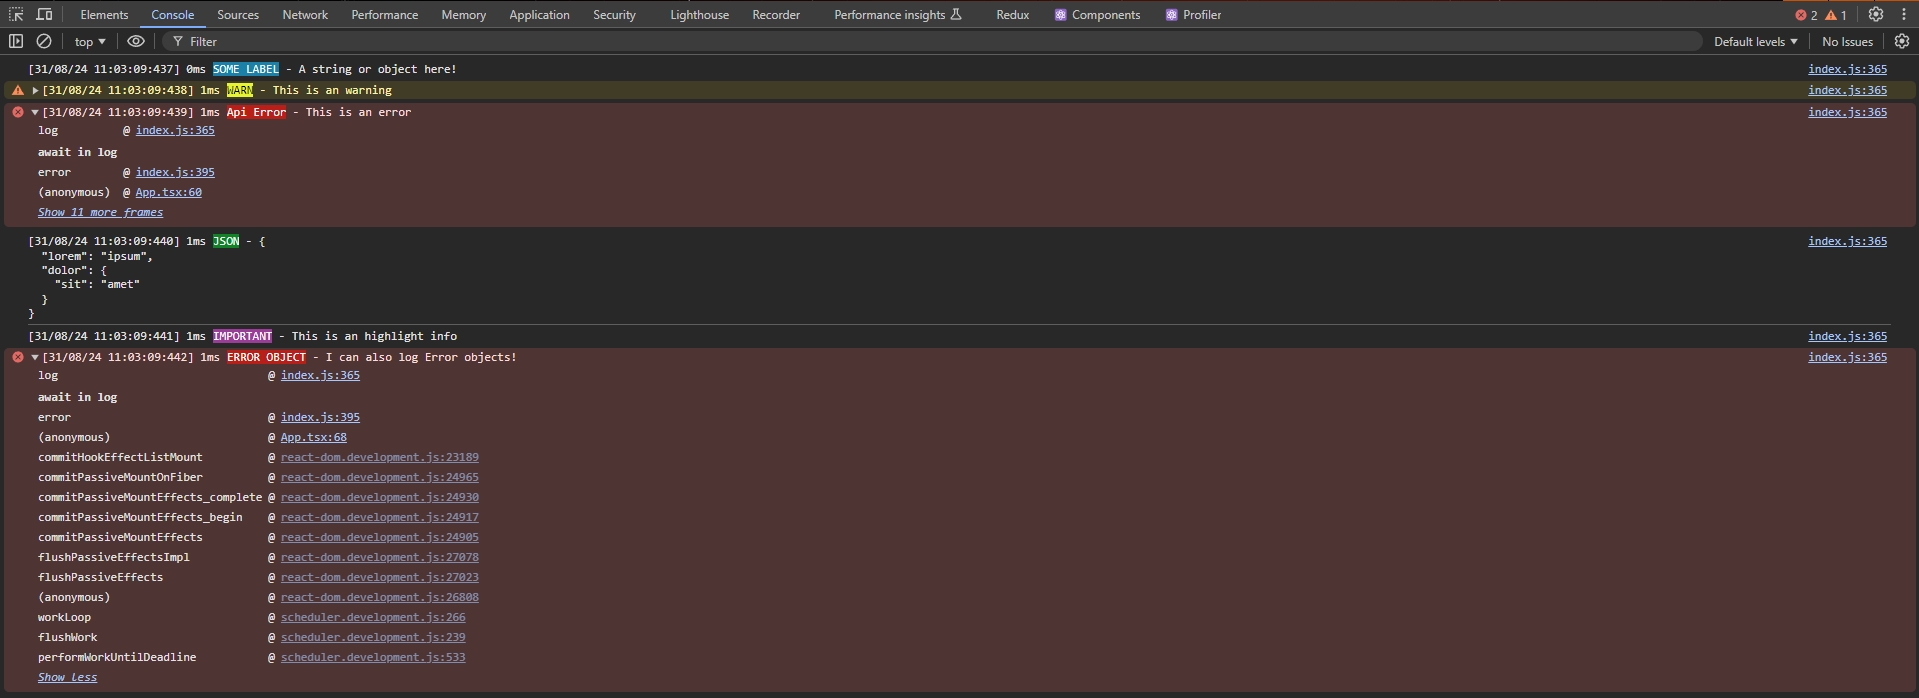 Elements Console Sources Network Performance Memory Application Security Lighthouse Recorder Performance insights Redux Components Profiler 2 1
top Filter Default levels No Issues
[31/08/24 11:03:09:437] 0ms SOME LABEL - A string or object here! index.js:365
[31/08/24 11:03:09:438] 1ms WARN - This is an warning index.js:365
[31/08/24 11:03:09:439] 1ms Api Error - This is an error index.js:365
log @ index.js:365
await in log
error @ index.js:395
(anonymous) @ App.tsx:60
Show 11 more frames
[31/08/24 11:03:09:440] 1ms JSON - { index.js:365
"lorem": "ipsum",
"dolor": {
"sit": "amet"
}
}
[31/08/24 11:03:09:441] 1ms IMPORTANT - This is an highlight info index.js:365
[31/08/24 11:03:09:442] 1ms ERROR OBJECT - I can also log Error objects! index.js:365
log @ index.js:365
await in log
error @ index.js:395
(anonymous) @ App.tsx:68
commitHookEffectListMount @ react-dom.development.js:23189
commitPassiveMountOnFiber @ react-dom.development.js:24965
commitPassiveMountEffects_complete @ react-dom.development.js:24930
commitPassiveMountEffects_begin @ react-dom.development.js:24917
commitPassiveMountEffects @ react-dom.development.js:24905
flushPassiveEffectsImpl @ react-dom.development.js:27078
flushPassiveEffects @ react-dom.development.js:27023
(anonymous) @ react-dom.development.js:26808
workLoop @ scheduler.development.js:266
flushWork @ scheduler.development.js:239
performWorkUntilDeadline @ scheduler.development.js:533
Show less